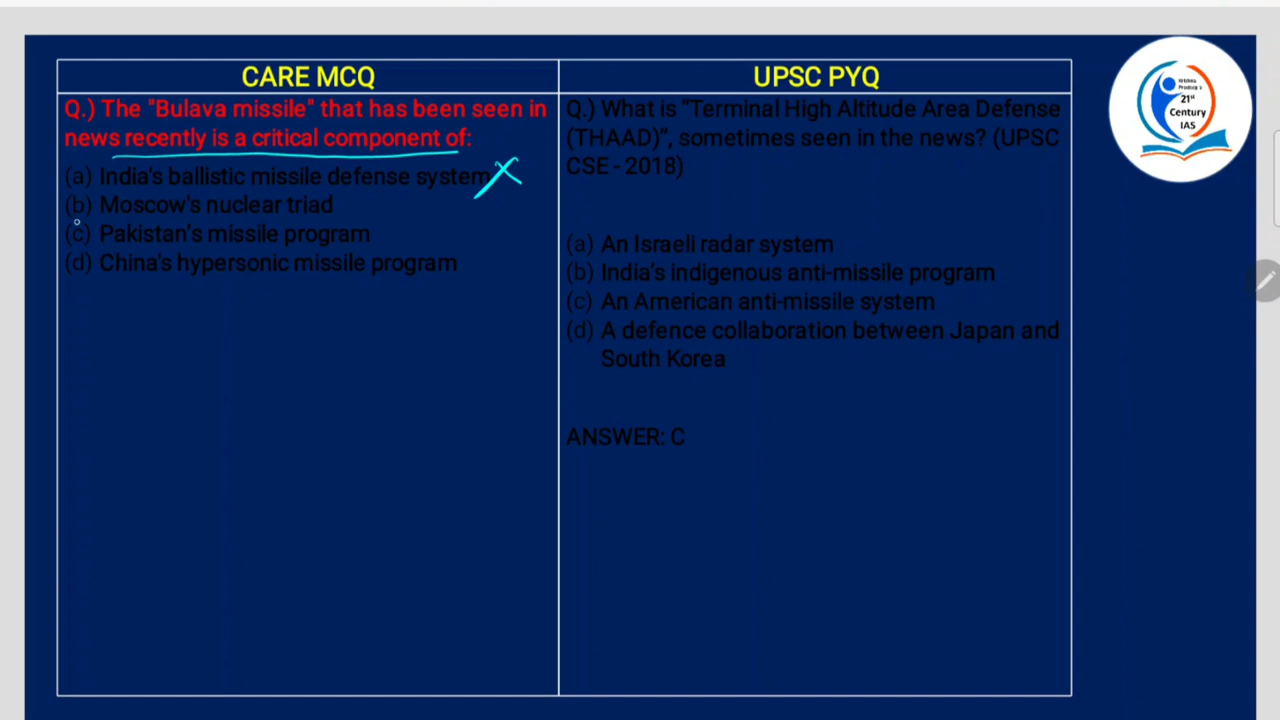 CARE MCQ
Q.) The "Bulava missile" that has been seen in
news recently is a critical component of:
(a) India's ballistic missile defense system
(b) Moscow's nuclear triad
(c) Pakistan's missile program
(d) China's hypersonic missile program
UPSC PYQ
Q.) What is "Terminal High Altitude Area Defense
(THAAD)", sometimes seen in the news? (UPSC
CSE - 2018)
(a) An Israeli radar system
(b) India's indigenous anti-missile program
(c) An American anti-missile system
(d) A defence collaboration between Japan and
South Korea
ANSWER: C
Krishna
Pradeep's
21st
Century
IAS